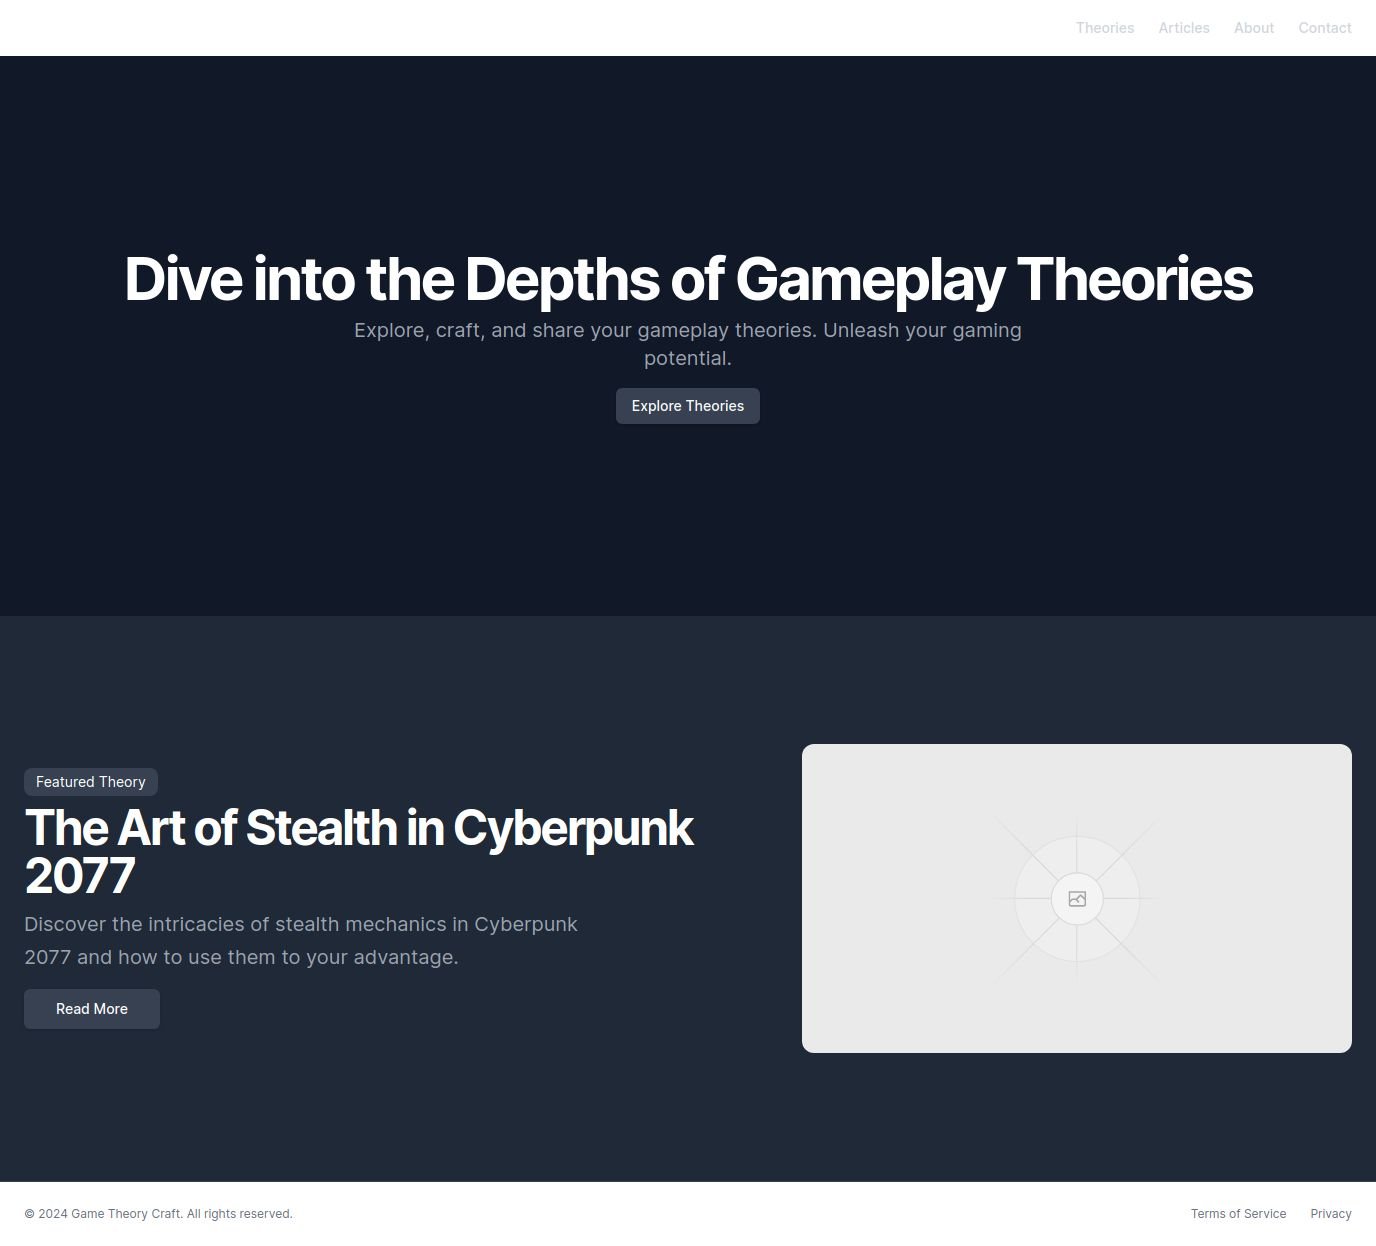 Theories Articles About Contact
Dive into the Depths of Gameplay Theories
Explore, craft, and share your gameplay theories. Unleash your gaming
potential.
Explore Theories
Featured Theory
The Art of Stealth in Cyberpunk
2077
Discover the intricacies of stealth mechanics in Cyberpunk
2077 and how to use them to your advantage.
Read More
© 2024 Game Theory Craft. All rights reserved. Terms of Service Privacy